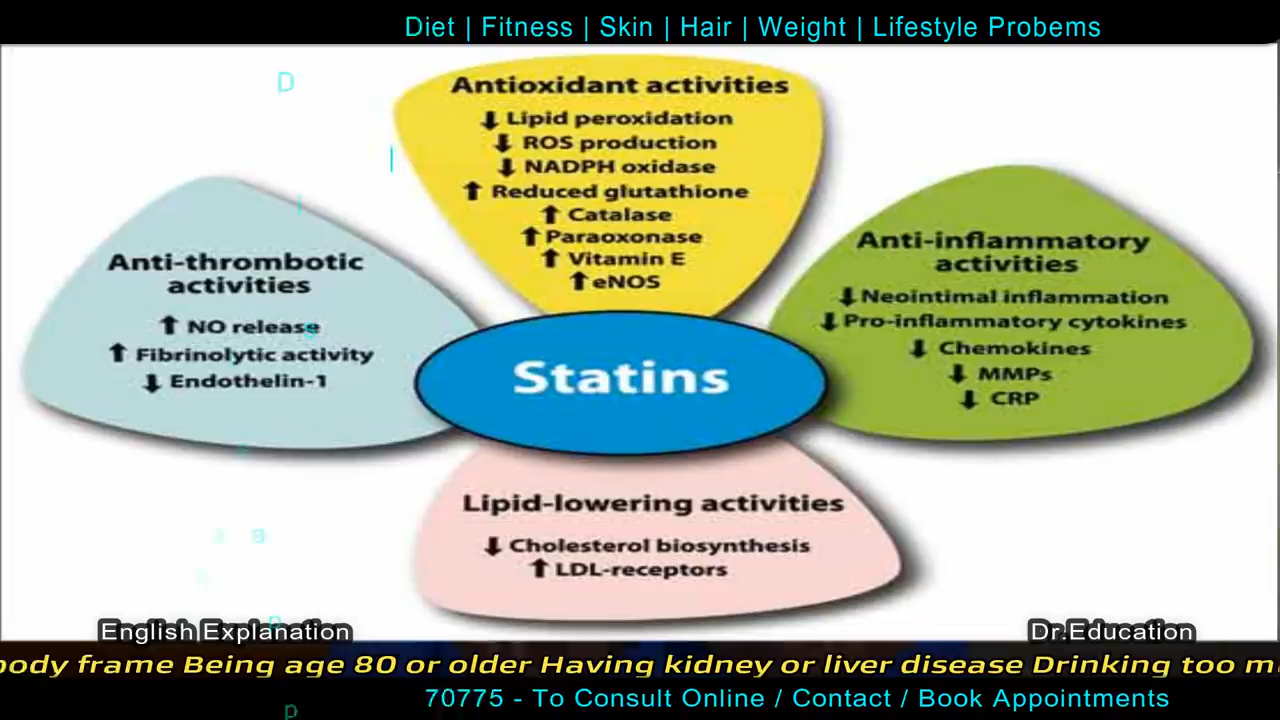 Diet | Fitness | Skin | Hair | Weight | Lifestyle Probems
Antioxidant activities
⬇ Lipid peroxidation
⬇ ROS production
⬇ NADPH oxidase
⬆ Reduced glutathione
⬆ Catalase
⬆ Paraoxonase
⬆ Vitamin E
⬆ eNOS
Anti-thrombotic
activities
⬆ NO release
⬆ Fibrinolytic activity
⬇ Endothelin-1
Anti-inflammatory
activities
⬇ Neointimal inflammation
⬇ Pro-inflammatory cytokines
⬇ Chemokines
⬇ MMPs
⬇ CRP
Statins
Lipid-lowering activities
⬇ Cholesterol biosynthesis
⬆ LDL-receptors
English Explanation
Dr.Education
body frame Being age 80 or older Having kidney or liver disease Drinking too
70775 - To Consult Online / Contact / Book Appointments